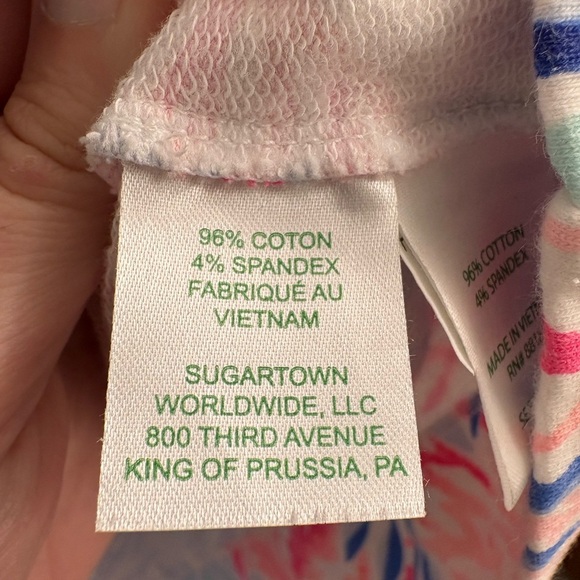 96% COTON
4% SPANDEX
FABRIQUÉ AU
VIETNAM
SUGARTOWN
WORLDWIDE, LLC
800 THIRD AVENUE
KING OF PRUSSIA, PA
96% COTTON
4% SPANDEX
MADE IN
RN#